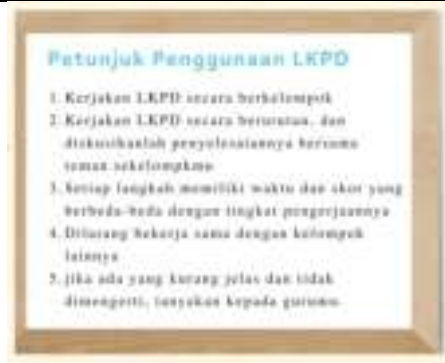 Petunjuk Penggunaan LKPD
1. Kerjakan LKPD secara berkelompok
2. Kerjakan LKPD secara berurutan, dan
diskusikanlah penyelesaiannya bersama
teman sekelompkmu
3. Setiap langkah memiliki waktu dan skor yang
berbeda-beda dengan tingkat pengerjaannya
4. Dilarang bekerja sama dengan kelompok
lainnya
5. jika ada yang kurang jelas dan tidak
dimengerti, tanyakan kepada gurumu